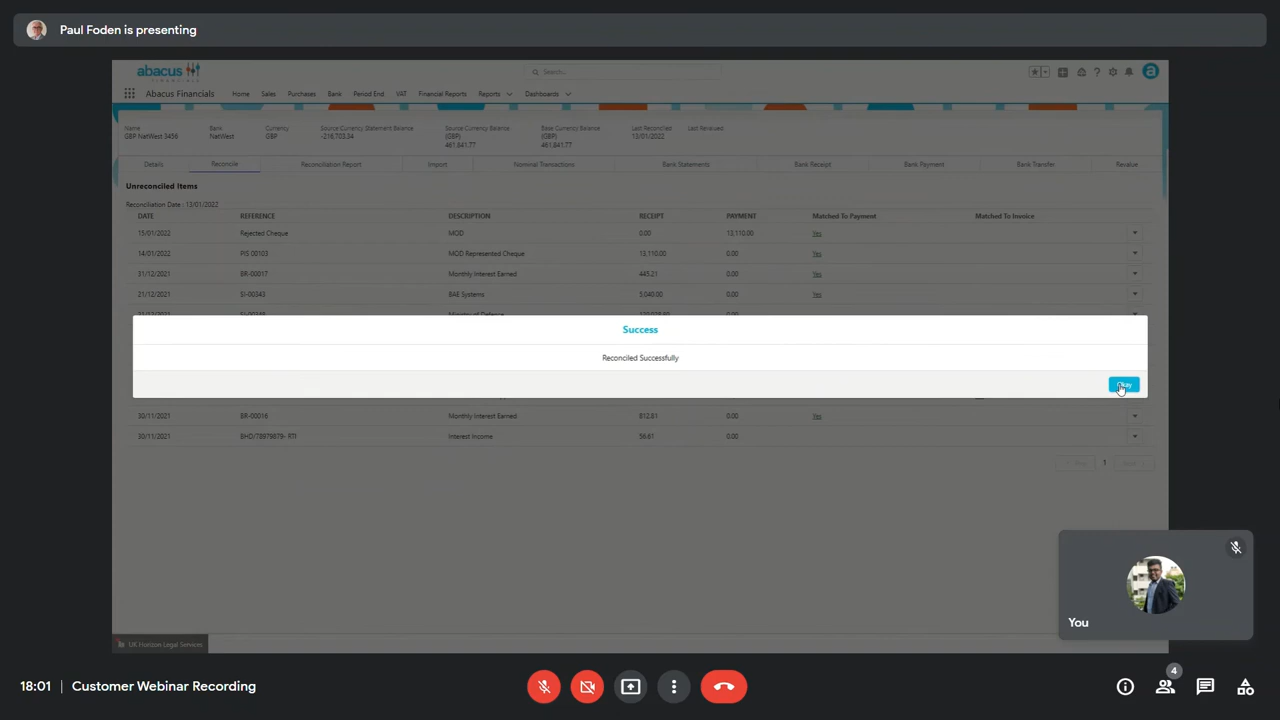 Paul Foden is presenting
abacus
FINANCIALS
Search...
Abacus Financials Home Sales Purchases Bank Period End VAT Financial Reports Reports Dashboards
Name Bank Currency Source Currency Statement Balance Source Currency Balance (GBP) Base Currency Balance (GBP) Last Reconciled Last Revalued
GBP NatWest 3456 NatWest GBP -216,703.34 461,841.77 461,841.77 13/01/2022
Details Reconcile Reconciliation Report Import Nominal Transactions Bank Statements Bank Receipt Bank Payment Bank Transfer Revalue
Unreconciled Items
Reconciliation Date : 13/01/2022
DATE REFERENCE DESCRIPTION RECEIPT PAYMENT Matched To Payment Matched To Invoice
15/01/2022 Rejected Cheque MOD 0.00 13,110.00 Yes
14/01/2022 PIS 00103 MOD Represented Cheque 13,110.00 0.00 Yes
31/12/2021 BR-00017 Monthly Interest Earned 445.21 0.00 Yes
21/12/2021 SI-00343 BAE Systems 5,040.00 0.00 Yes
Success
Reconciled Successfully
Okay
30/11/2021 BR-00016 Monthly Interest Earned 812.81 0.00 Yes
30/11/2021 BHD/78979879- RTI Interest Income 56.61 0.00
1
UK Horizon Legal Services
You
18:01 | Customer Webinar Recording
4